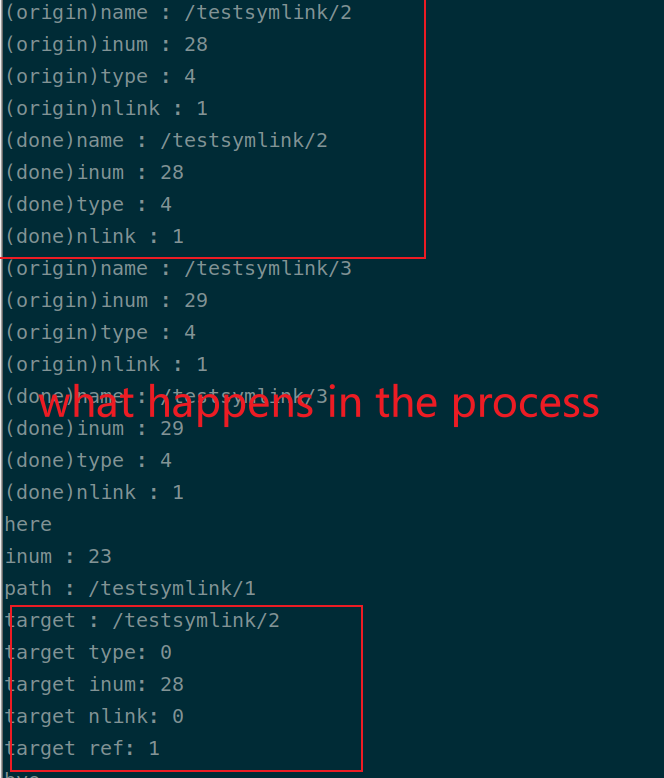 (origin)name : /testsymlink/2
(origin)inum : 28
(origin)type : 4
(origin)nlink : 1
(done)name : /testsymlink/2
(done)inum : 28
(done)type : 4
(done)nlink : 1
(origin)name : /testsymlink/3
(origin)inum : 29
(origin)type : 4
(origin)nlink : 1
(done)name : /testsymlink/3
what happens in the process
(done)inum : 29
(done)type : 4
(done)nlink : 1
here
inum : 23
path : /testsymlink/1
target : /testsymlink/2
target type: 0
target inum: 28
target nlink: 0
target ref: 1